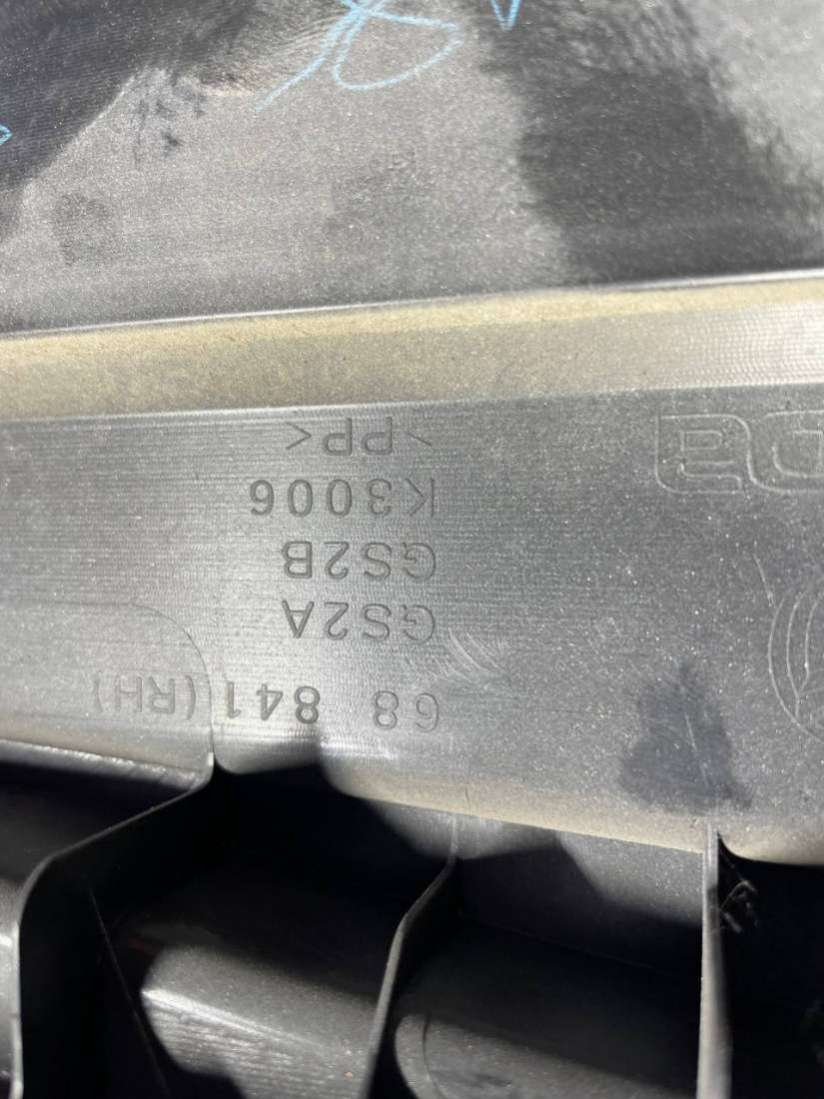 68 841(RH)
GS2A
GS2B
K3006
>PP<